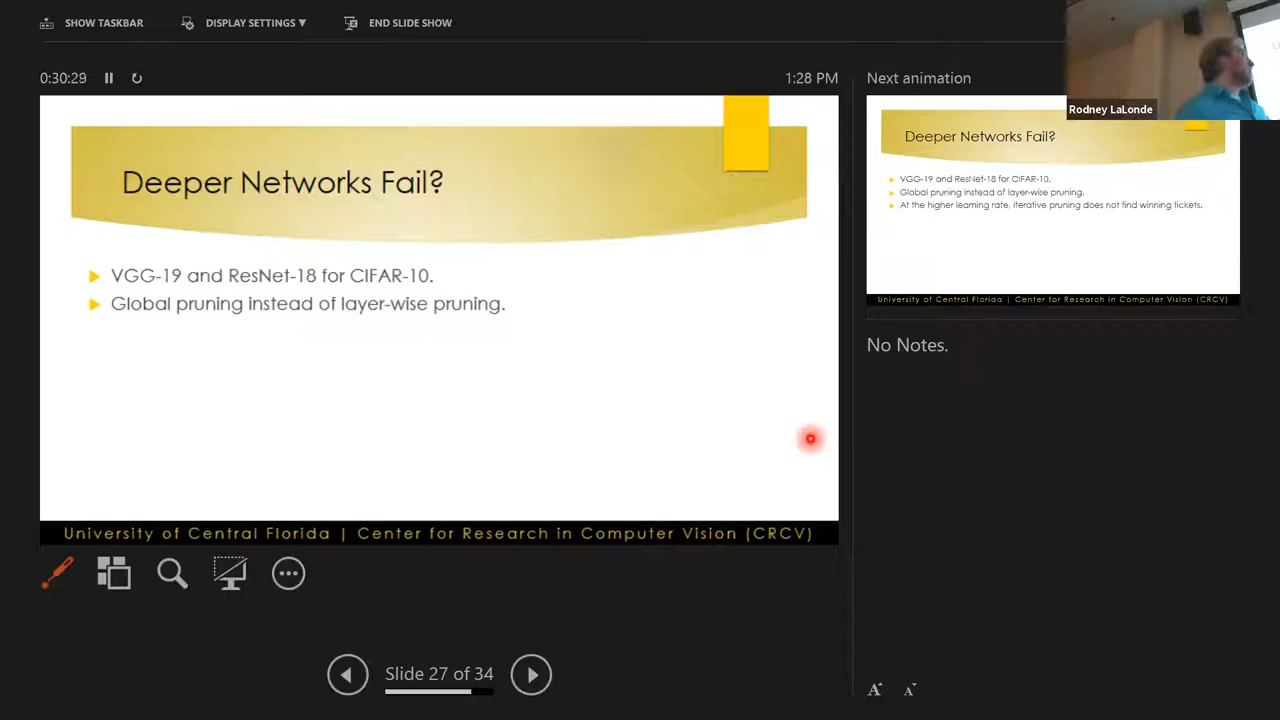 SHOW TASKBAR
DISPLAY SETTINGS ▼
END SLIDE SHOW
0:30:29
1:28 PM
Next animation
Rodney LaLonde
Deeper Networks Fail?
VGG-19 and ResNet-18 for CIFAR-10.
Global pruning instead of layer-wise pruning.
University of Central Florida | Center for Research in Computer Vision (CRCV)
Deeper Networks Fail?
VGG-19 and ResNet-18 for CIFAR-10.
Global pruning instead of layer-wise pruning.
At the higher learning rate, iterative pruning does not find winning tickets.
University of Central Florida | Center for Research in Computer Vision (CRCV)
No Notes.
Slide 27 of 34
A A